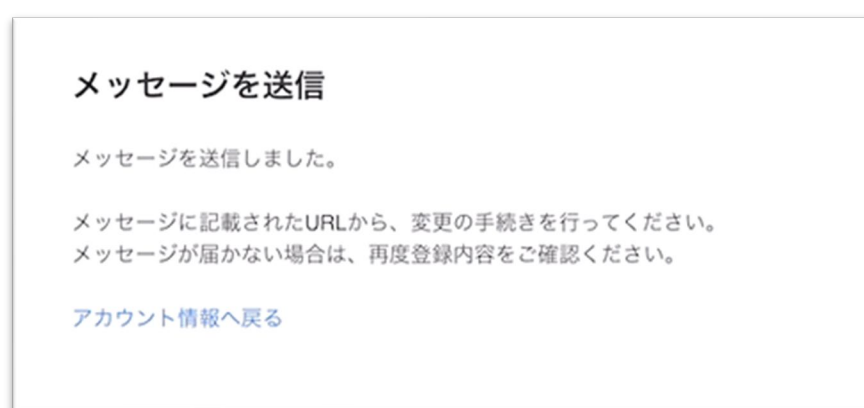 メッセージを送信
メッセージを送信しました。
メッセージに記載されたURLから、変更の手続きを行ってください。
メッセージが届かない場合は、再度登録内容をご確認ください。
アカウント情報へ戻る